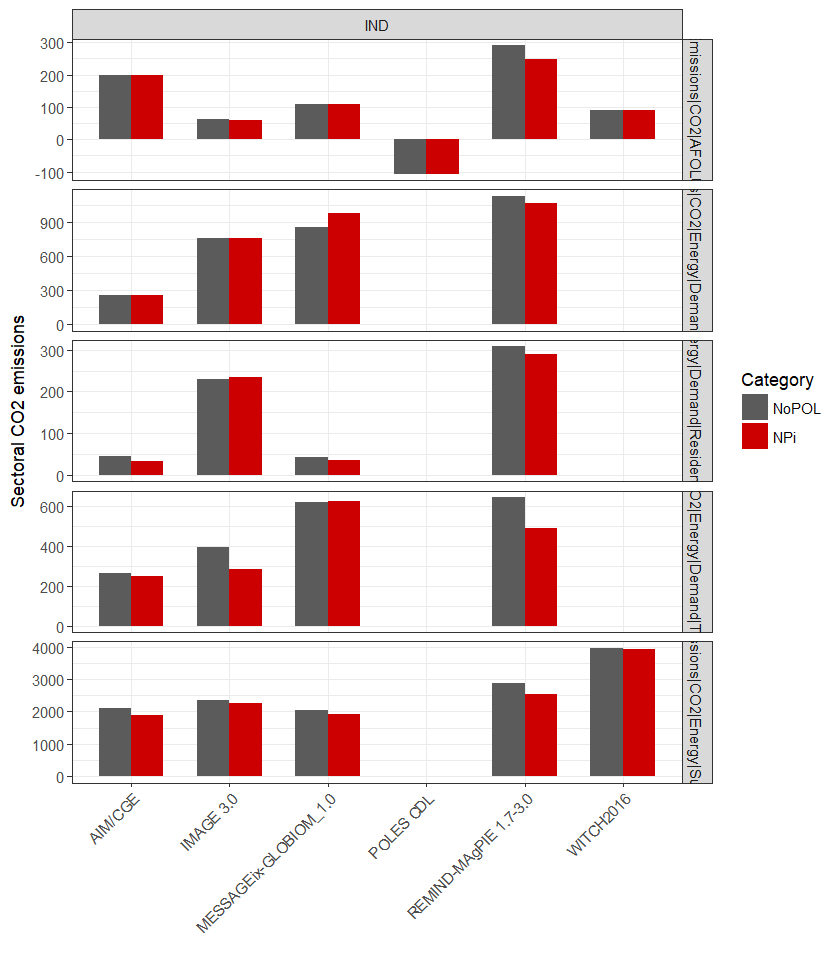 IND
300
200
100
0
-100
missions|CO2|AFOLU
900
600
300
0
s|CO2|Energy|Deman
300
200
100
0
rgy|Demand|Residen
600
400
200
0
O2|Energy|Demand|T
4000
3000
2000
1000
0
ssions|CO2|Energy|Su
Sectoral CO2 emissions
AIM/CGE
IMAGE 3.0
MESSAGEix-GLOBIOM_1.0
POLES CDL
REMIND-MAgPIE 1.7-3.0
WITCH2016
Category
NoPOL
NPi